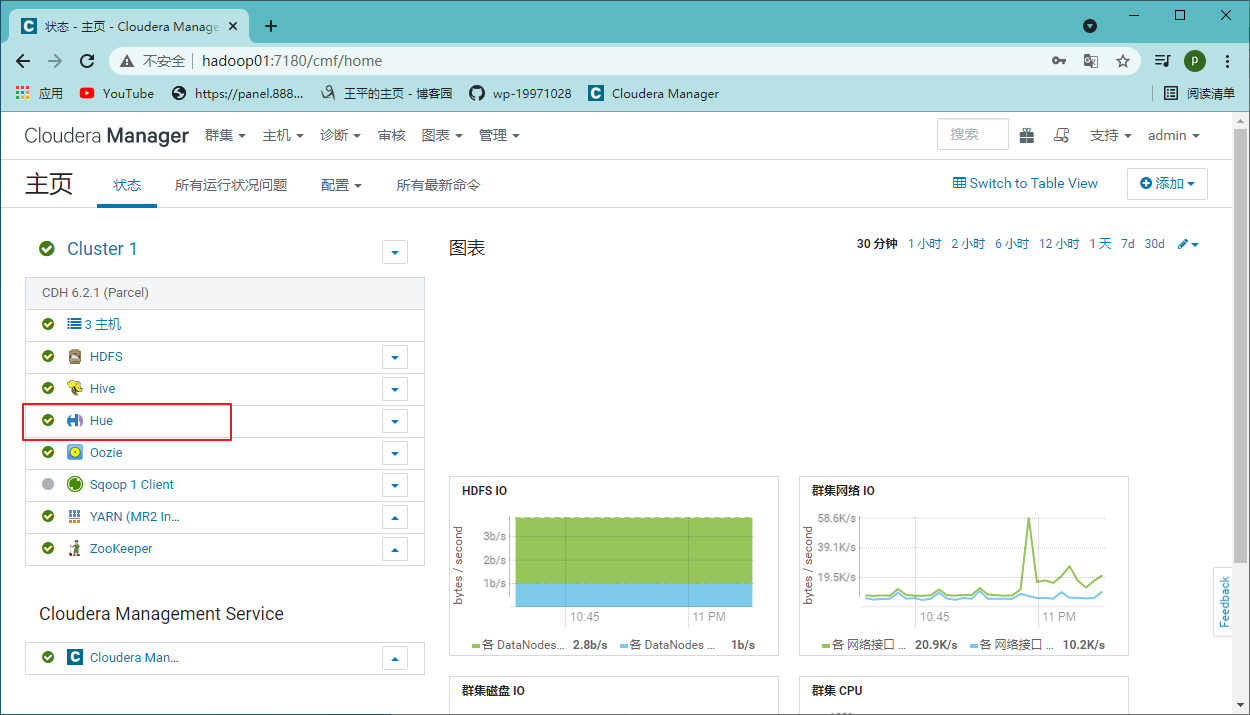 状态 - 主页 - Cloudera Manage
不安全 hadoop01:7180/cmf/home P
应用 YouTube https://panel.888... 王平的主页 - 博客园 wp-19971028 Cloudera Manager 阅读清单
Cloudera Manager 群集 主机 诊断 审核 图表 管理 搜索 支持 admin
主页 状态 所有运行状况问题 配置 所有最新命令 Switch to Table View 添加
Cluster 1
CDH 6.2.1 (Parcel)
3 主机
HDFS
Hive
Hue
Oozie
Sqoop 1 Client
YARN (MR2 In...
ZooKeeper
Cloudera Management Service
Cloudera Man...
图表 30 分钟 1 小时 2 小时 6 小时 12 小时 1 天 7d 30d
HDFS IO
bytes / second
3b/s
2b/s
1b/s
10:45 11 PM
各 DataNodes... 2.8b/s 各 DataNodes ... 1b/s
群集网络 IO
bytes / second
58.6K/s
39.1K/s
19.5K/s
10:45 11 PM
各 网络接口 ... 20.9K/s 各 网络接口 ... 10.2K/s
群集磁盘 IO
群集 CPU
Feedback